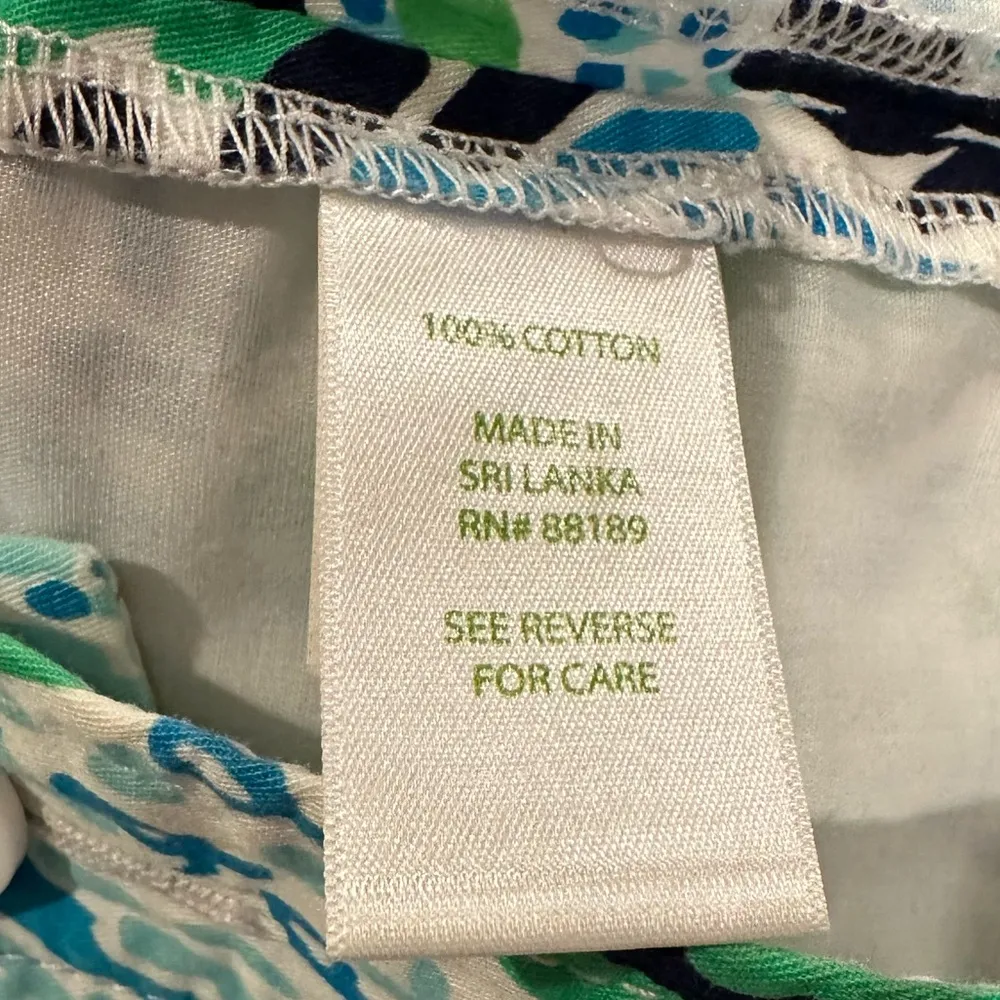 100% COTTON
MADE IN
SRI LANKA
RN# 88189
SEE REVERSE
FOR CARE